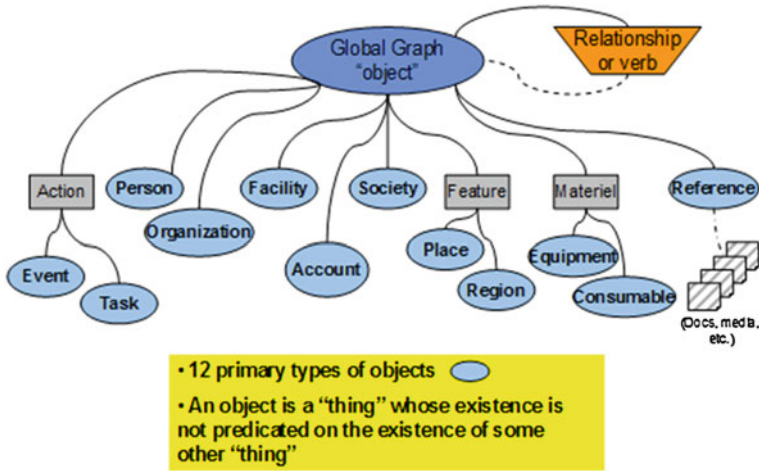 Global Graph
"object"
Relationship
or verb
Action
Person
Organization
Facility
Account
Society
Feature
Materiel
Reference
Event
Task
Place
Region
Equipment
Consumable
(Docs, media,
etc.)
• 12 primary types of objects
• An object is a "thing" whose existence is
not predicated on the existence of some
other "thing"